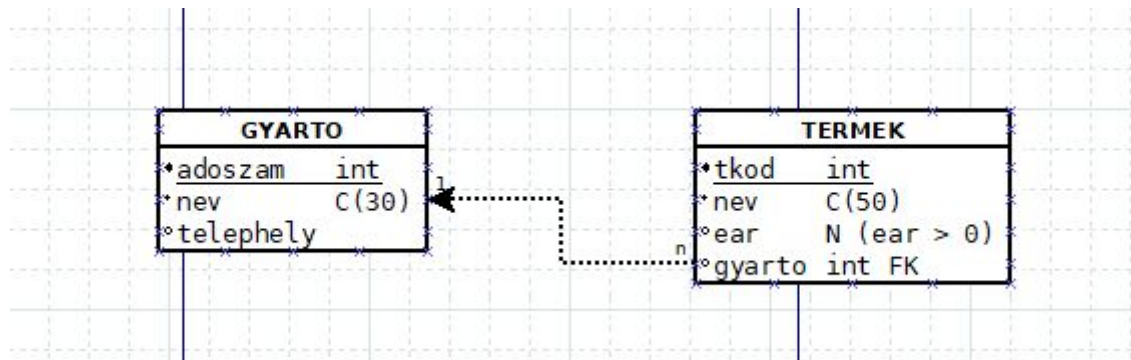 GYARTO
adoszam int
nev C(30)
telephely
1
n
TERMEK
tkod int
nev C(50)
ear N (ear > 0)
gyarto int FK